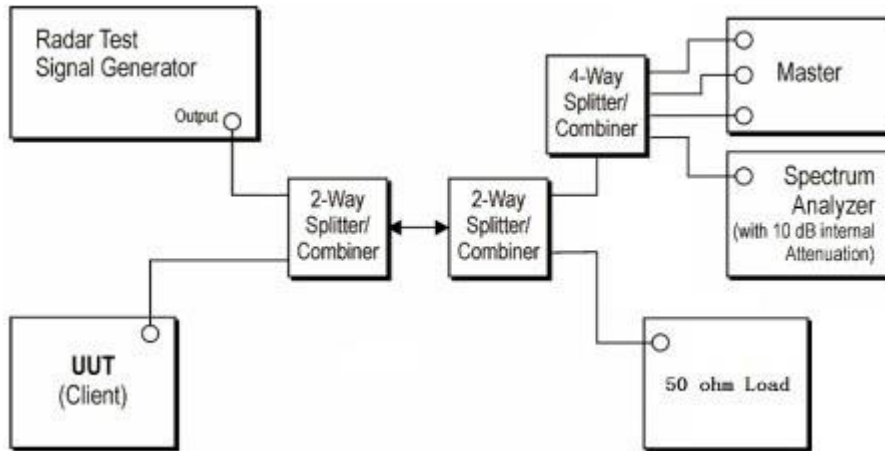 Radar Test
Signal Generator
Output
4-Way
Splitter/
Combiner
Master
2-Way
Splitter/
Combiner
2-Way
Splitter/
Combiner
Spectrum
Analyzer
(with 10 dB internal
Attenuation)
UUT
(Client)
50 ohm Load